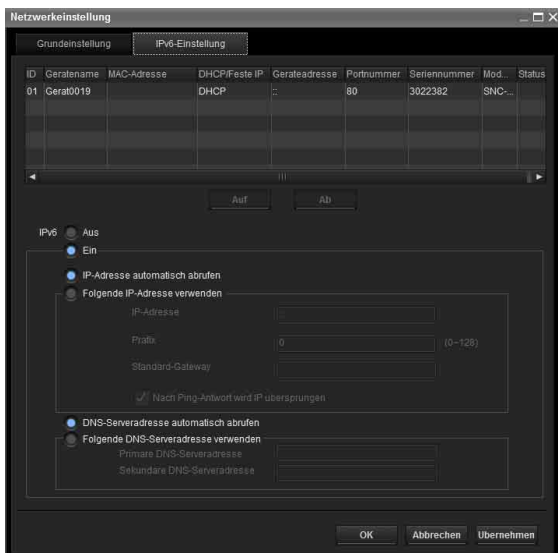 Netzwerkeinstellung
Grundeinstellung IPv6-Einstellung
ID Geratename MAC-Adresse DHCP/Feste IP Gerateadresse Portnummer Seriennummer Mod... Status
01 Gerat0019 DHCP :: 80 3022382 SNC-...
Auf Ab
IPv6 Aus
Ein
IP-Adresse automatisch abrufen
Folgende IP-Adresse verwenden
IP-Adresse ::
Prafix 0 (0~128)
Standard-Gateway
Nach Ping-Antwort wird IP ubersprungen
DNS-Serveradresse automatisch abrufen
Folgende DNS-Serveradresse verwenden
Primare DNS-Serveradresse
Sekundare DNS-Serveradresse
OK Abbrechen Ubernehmen